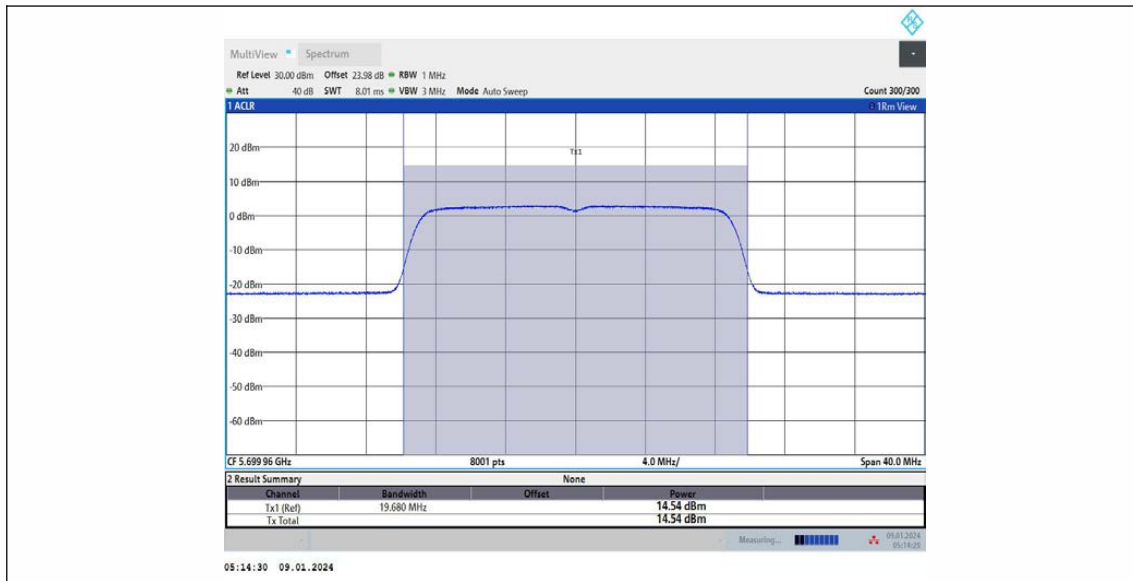 MultiView Spectrum
Ref Level 30.00 dBm Offset 23.98 dB RBW 1 MHz
Att 40 dB SWT 8.01 ms VBW 3 MHz Mode Auto Sweep Count 300/300
1 ACLR 1Rm View
Tx1
20 dBm
10 dBm
0 dBm
-10 dBm
-20 dBm
-30 dBm
-40 dBm
-50 dBm
-60 dBm
CF 5.699 96 GHz 8001 pts 4.0 MHz/ Span 40.0 MHz
2 Result Summary None
Channel Bandwidth Offset Power
Tx1 (Ref) 19.680 MHz 14.54 dBm
Tx Total 14.54 dBm
Measuring... 09.01.2024
05:14:30 09.01.2024